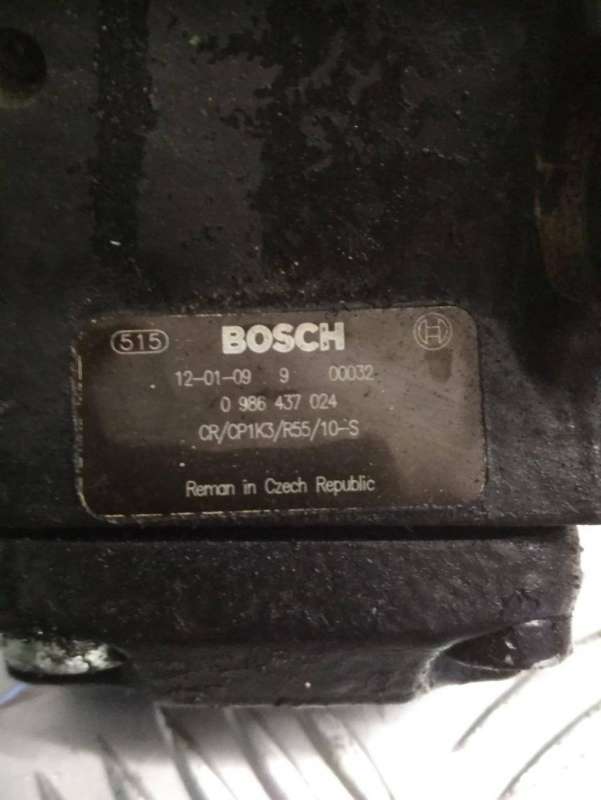 515 BOSCH
12-01-09 9 00032
0 986 437 024
CR/CP1K3/R55/10-S
Reman in Czech Republic